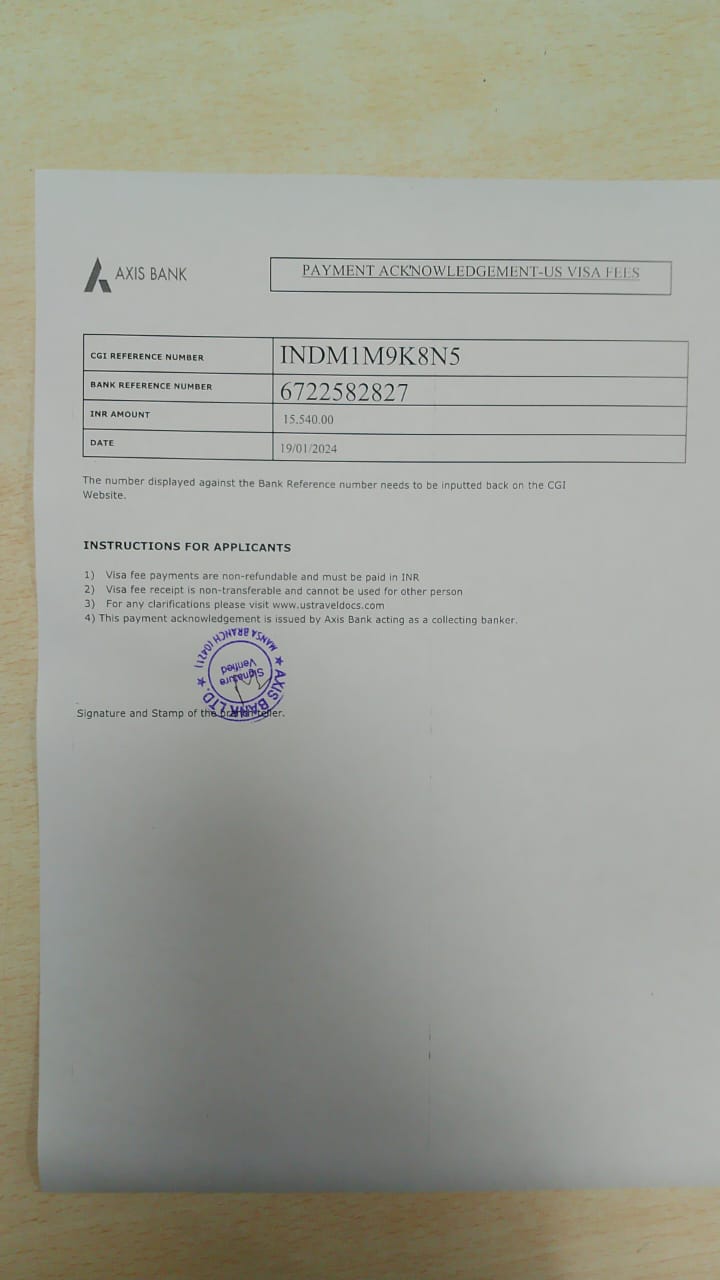 AXIS BANK
PAYMENT ACKNOWLEDGEMENT-US VISA FEES
CGI REFERENCE NUMBER INDM1M9K8N5
BANK REFERENCE NUMBER 6722582827
INR AMOUNT 15.540.00
DATE 19/01/2024
The number displayed against the Bank Reference number needs to be inputted back on the CGI
Website.
INSTRUCTIONS FOR APPLICANTS
1) Visa fee payments are non-refundable and must be paid in INR
2) Visa fee receipt is non-transferable and cannot be used for other person
3) For any clarifications please visit www.ustraveldocs.com
4) This payment acknowledgement is issued by Axis Bank acting as a collecting banker.
★ AXIS BANK LTD. ★ MANSA BRANCH (04211)
Signature
Verified
Signature and Stamp of the branch teller.